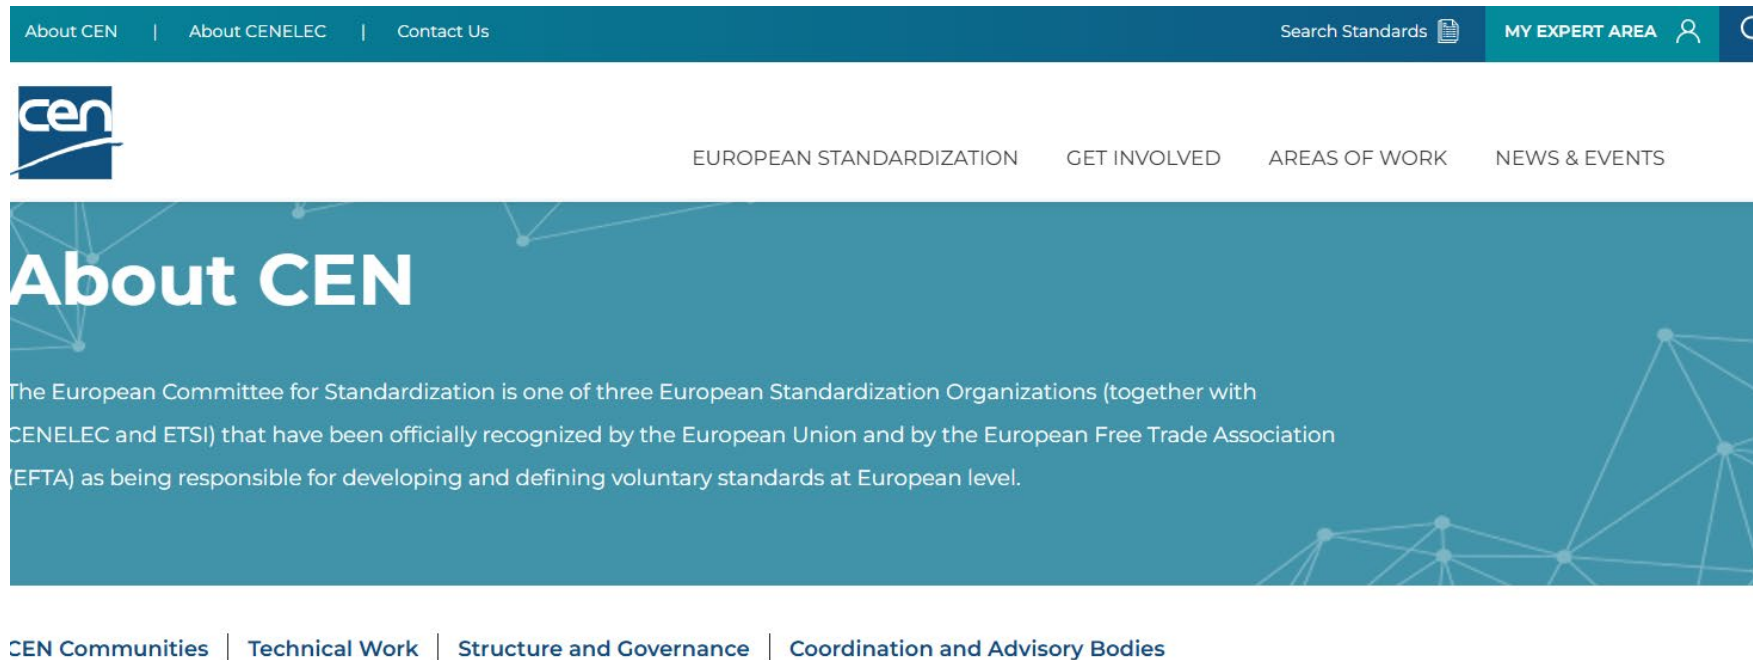 About CEN | About CENELEC | Contact Us Search Standards MY EXPERT AREA
cen
EUROPEAN STANDARDIZATION GET INVOLVED AREAS OF WORK NEWS & EVENTS
About CEN
The European Committee for Standardization is one of three European Standardization Organizations (together with
CENELEC and ETSI) that have been officially recognized by the European Union and by the European Free Trade Association
(EFTA) as being responsible for developing and defining voluntary standards at European level.
CEN Communities | Technical Work | Structure and Governance | Coordination and Advisory Bodies